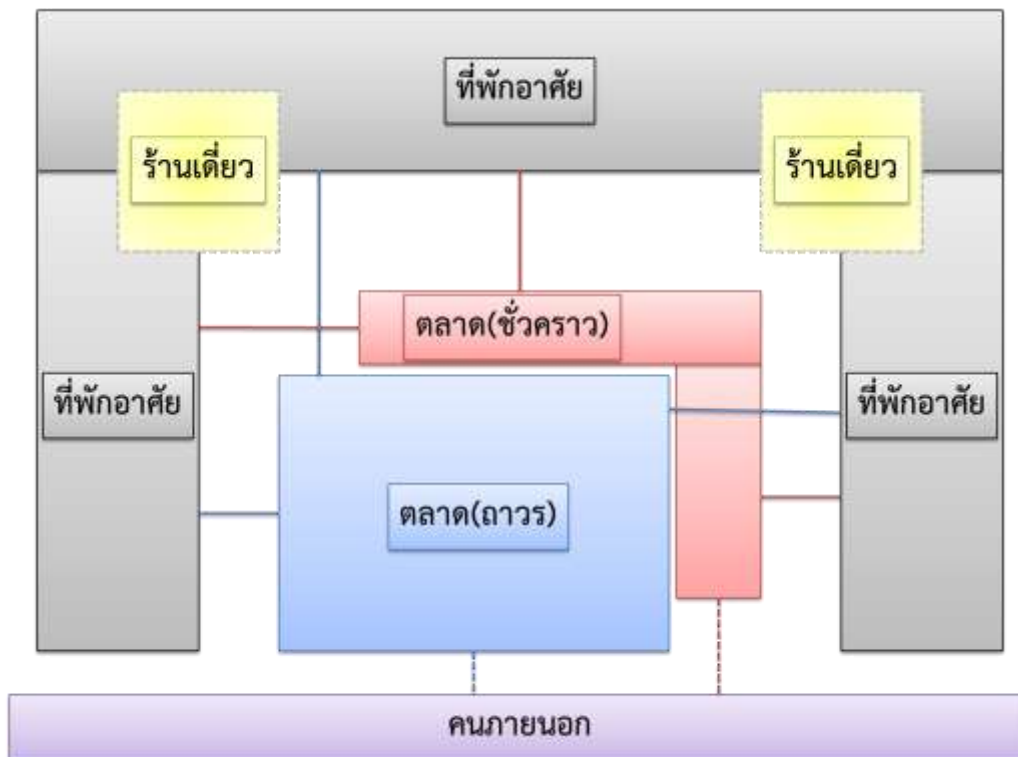 ที่พักอาศัย
ร้านเดี่ยว
ร้านเดี่ยว
ตลาด(ชั่วคราว)
ที่พักอาศัย
ที่พักอาศัย
ตลาด(ถาวร)
คนภายนอก